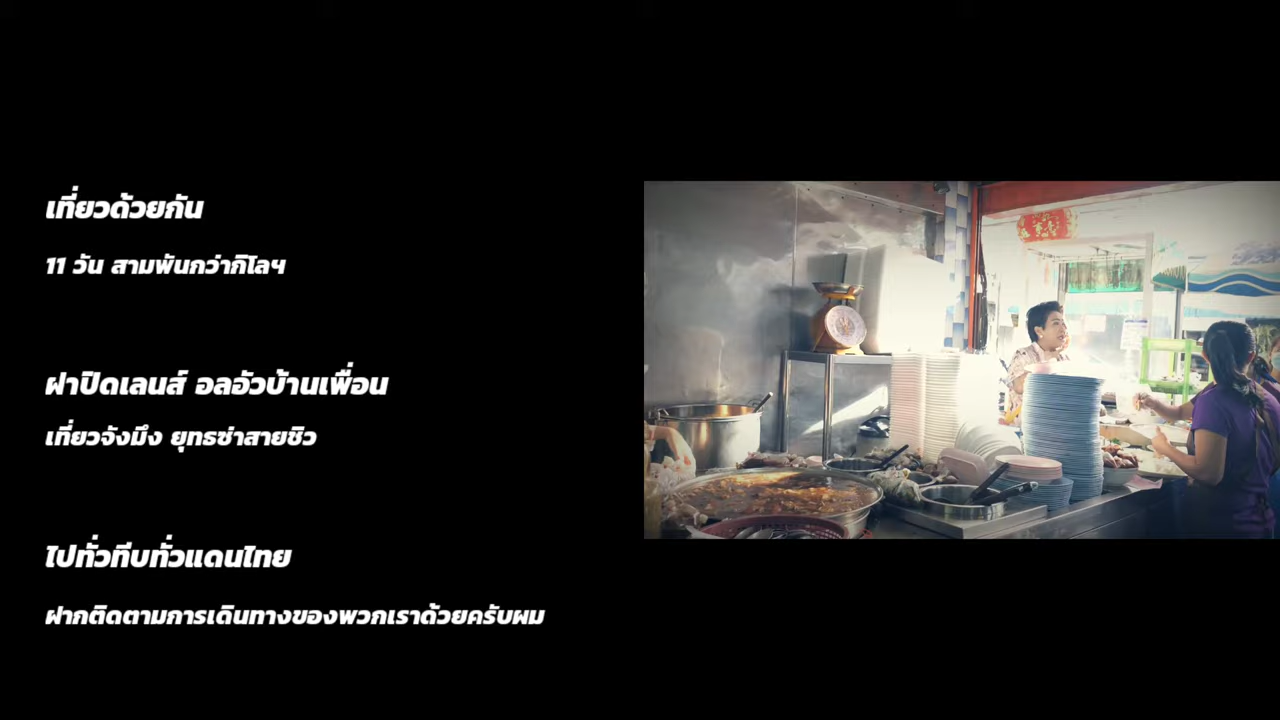 เที่ยวด้วยกัน
11 วัน สามพันกว่ากิโลฯ
ฝาปิดเลนส์ อลอัวบ้านเพื่อน
เที่ยวจังมึง ยุทธซ่าสายชิว
ไปทั่วทีบทั่วแดนไทย
ฝากติดตามการเดินทางของพวกเราด้วยครับผม